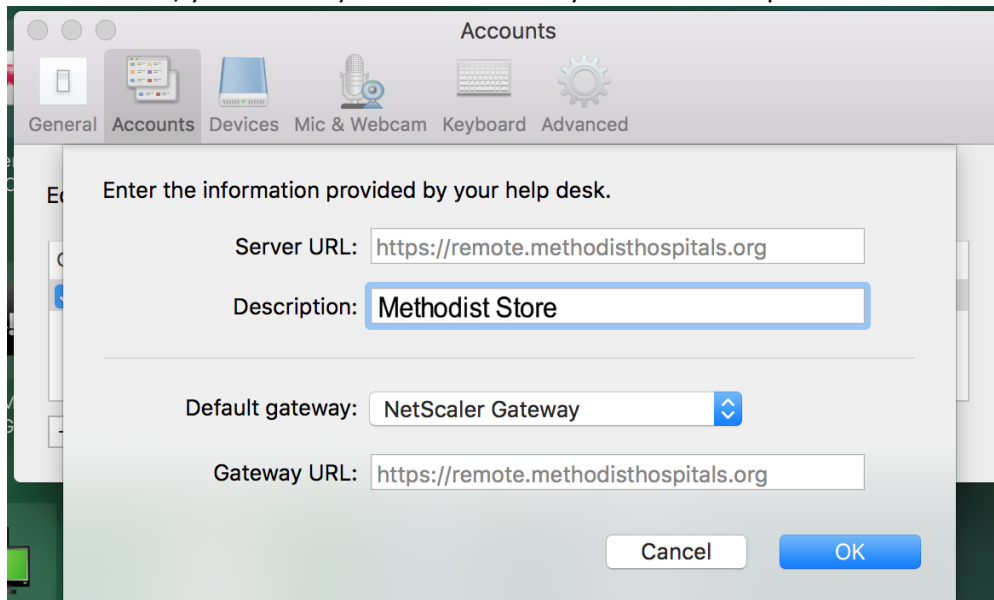 Accounts
General Accounts Devices Mic & Webcam Keyboard Advanced
Enter the information provided by your help desk.
Server URL: https://remote.methodisthospitals.org
Description: Methodist Store
Default gateway: NetScaler Gateway
Gateway URL: https://remote.methodisthospitals.org
Cancel OK